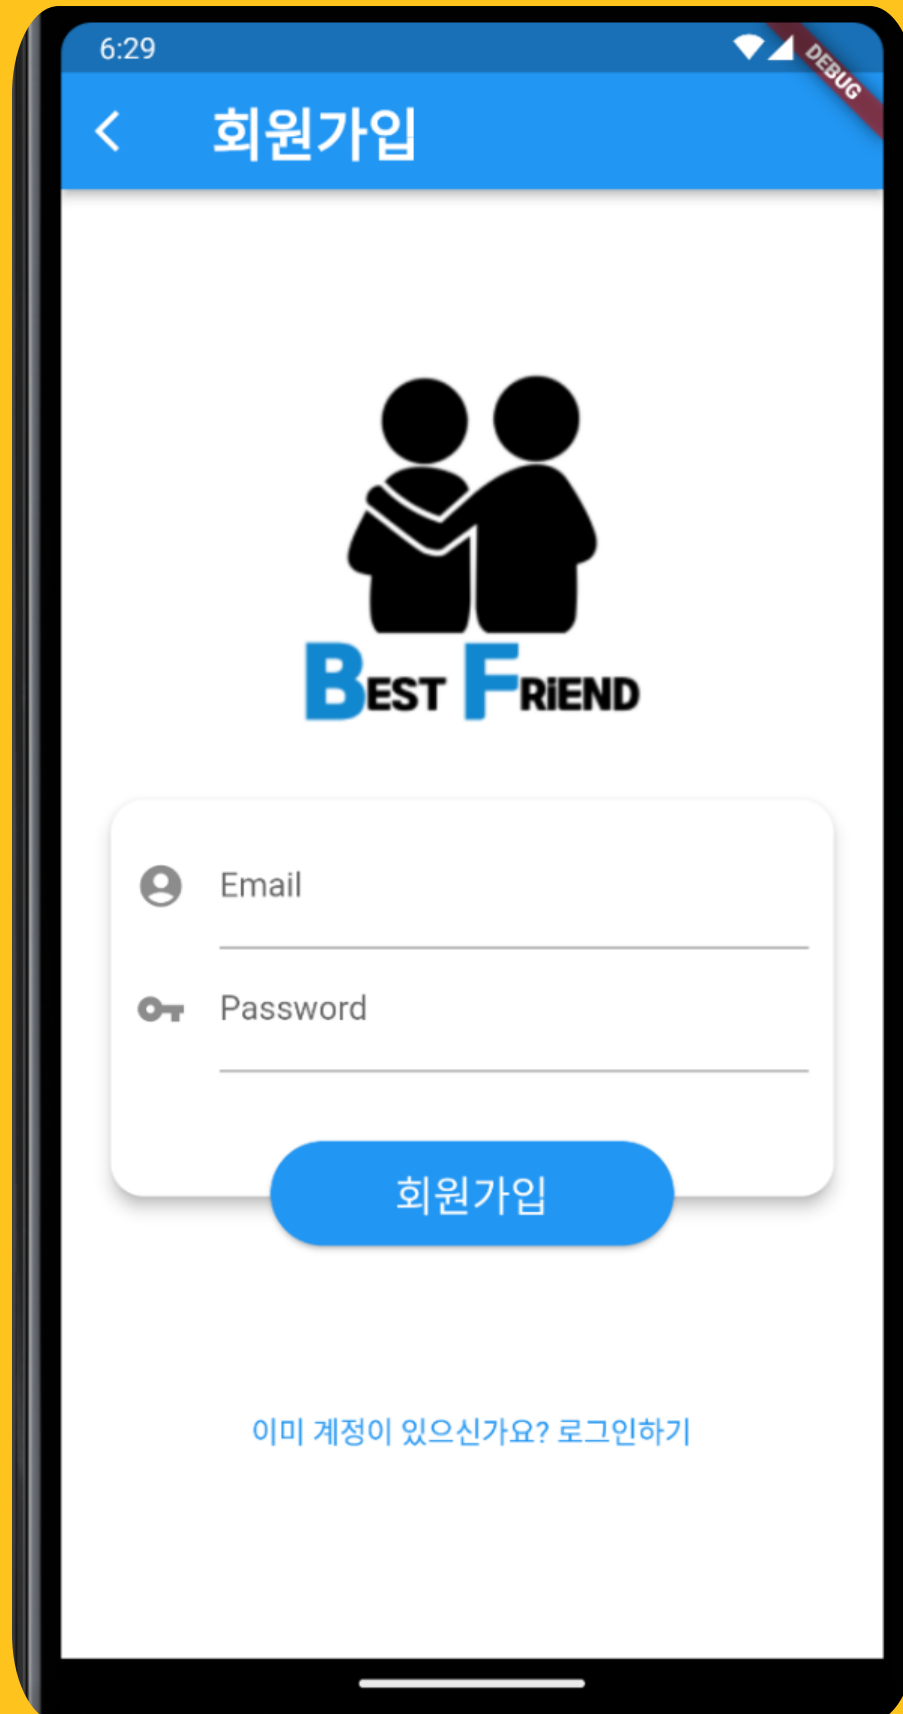 6:29
DEBUG
회원가입
BEST FRiEND
Email
Password
회원가입
이미 계정이 있으신가요? 로그인하기